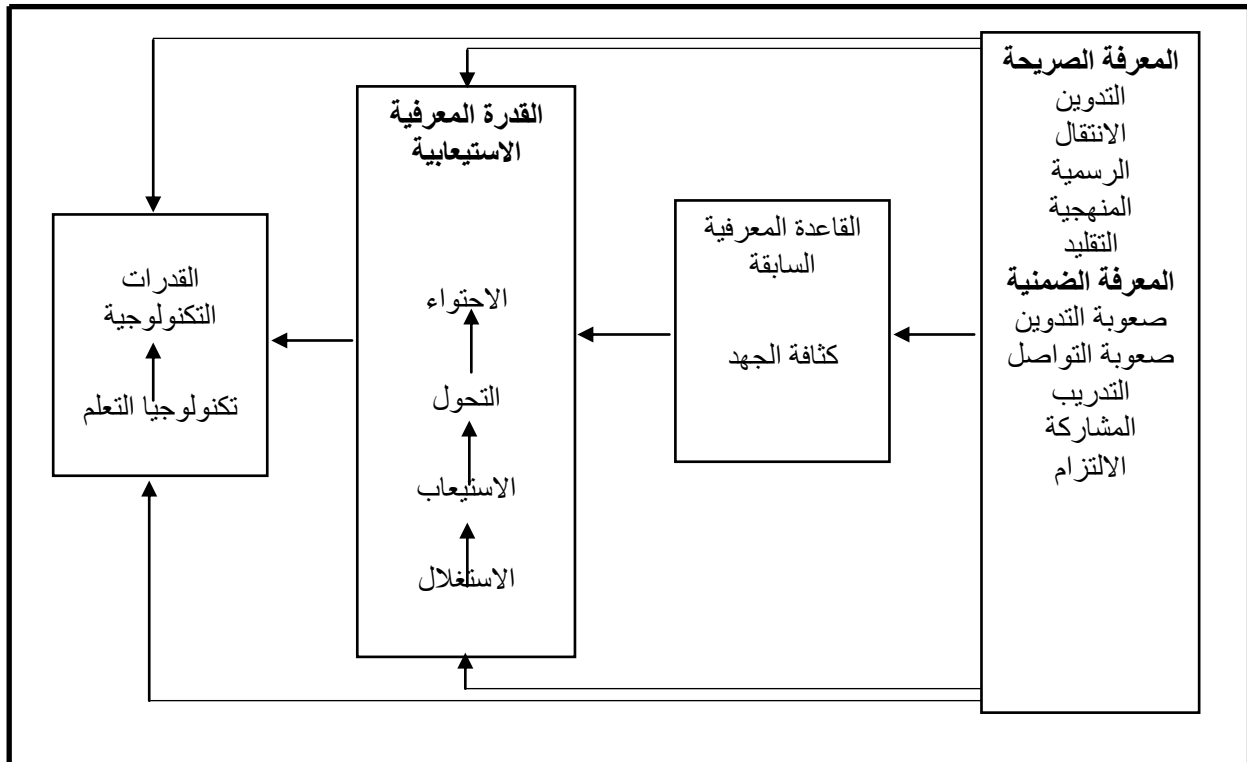 المعرفة الصريحة
التدوين
الانتقال
الرسمية
المنهجية
التقليد
المعرفة الضمنية
صعوبة التدوين
صعوبة التواصل
التدريب
المشاركة
الالتزام
القاعدة المعرفية
السابقة
كثافة الجهد
القدرة المعرفية
الاستيعابية
الاحتواء
التحول
الاستيعاب
الاستغلال
القدرات
التكنولوجية
تكنولوجيا التعلم